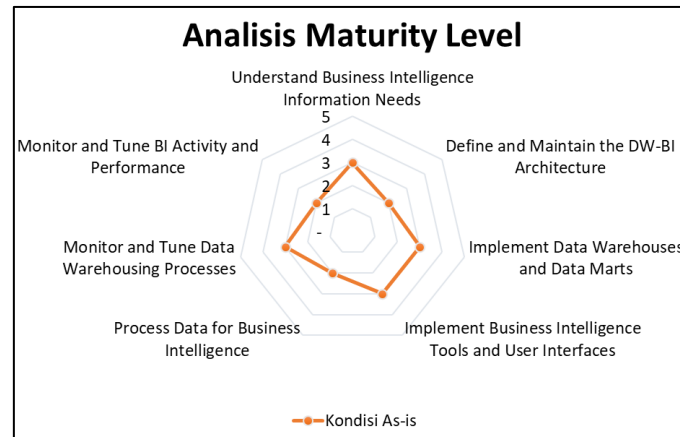 Analisis Maturity Level
Understand Business Intelligence
Information Needs
5
4
3
2
1
-
Define and Maintain the DW-BI
Architecture
Implement Data Warehouses
and Data Marts
Implement Business Intelligence
Tools and User Interfaces
Process Data for Business
Intelligence
Monitor and Tune Data
Warehousing Processes
Monitor and Tune BI Activity and
Performance
Kondisi As-is